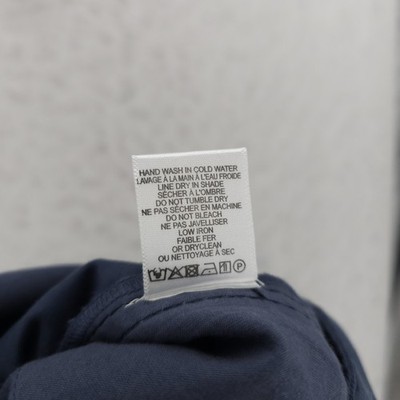 HAND WASH IN COLD WATER
LAVAGE À LA MAIN À L'EAU FROIDE
LINE DRY IN SHADE
SÉCHER À L'OMBRE
DO NOT TUMBLE DRY
NE PAS SÉCHER EN MACHINE
DO NOT BLEACH
NE PAS JAVELLISER
LOW IRON
FAIBLE FER
OR DRYCLEAN
OU NETTOYAGE À SEC
P